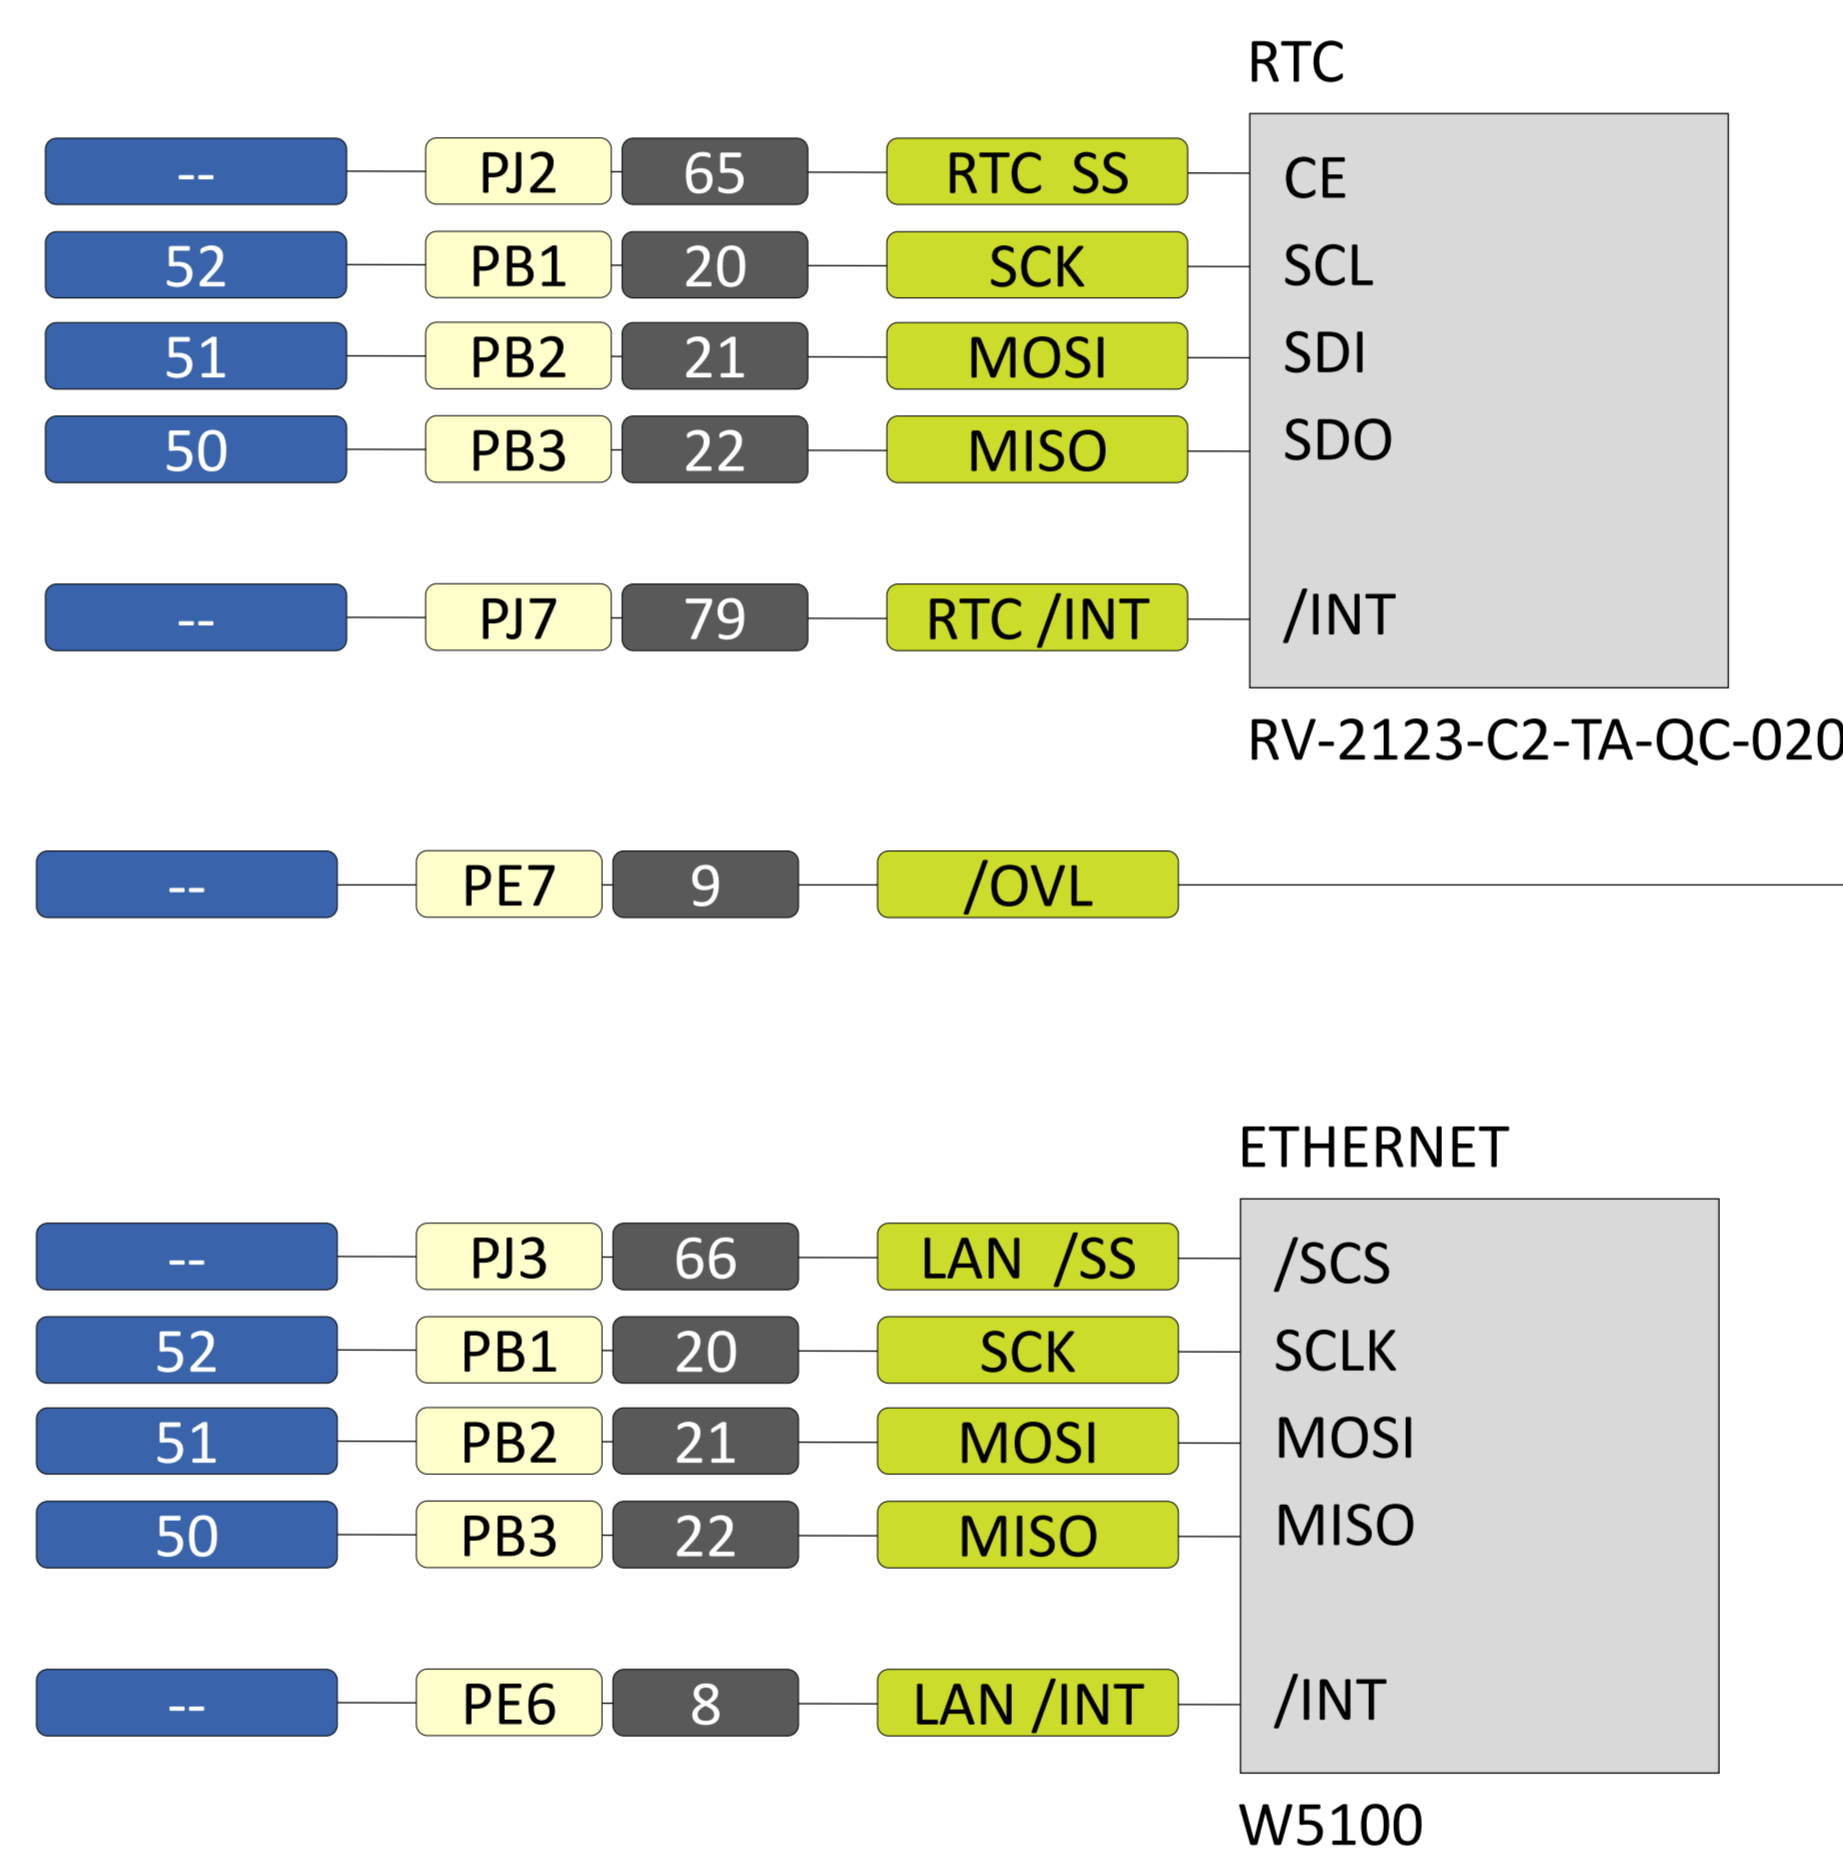 RTC
-- PJ2 65 RTC SS CE
52 PB1 20 SCK SCL
51 PB2 21 MOSI SDI
50 PB3 22 MISO SDO
-- PJ7 79 RTC /INT /INT
RV-2123-C2-TA-QC-020
-- PE7 9 /OVL
ETHERNET
-- PJ3 66 LAN /SS /SCS
52 PB1 20 SCK SCLK
51 PB2 21 MOSI MOSI
50 PB3 22 MISO MISO
-- PE6 8 LAN /INT /INT
W5100